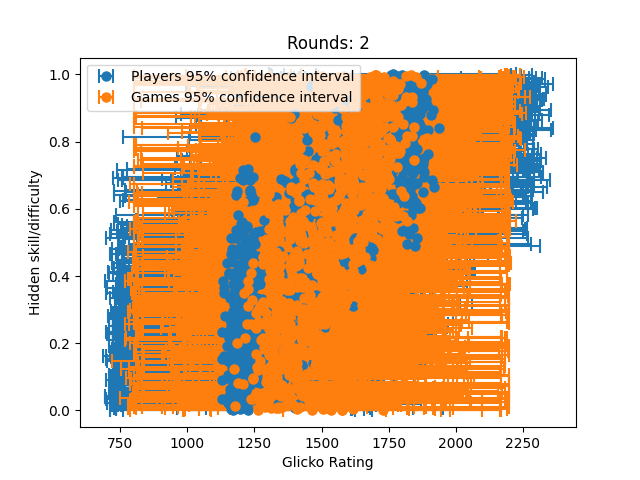 Rounds: 2
Players 95% confidence interval
Games 95% confidence interval
Hidden skill/difficulty
1.0
0.8
0.6
0.4
0.2
0.0
750 1000 1250 1500 1750 2000 2250
Glicko Rating